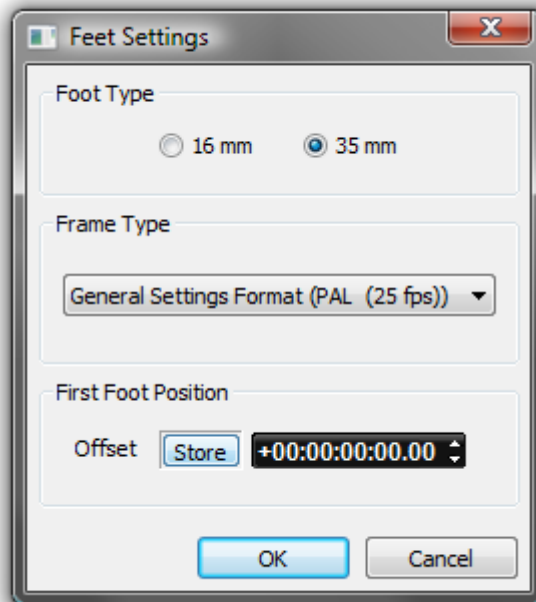 Feet Settings
Foot Type
16 mm 35 mm
Frame Type
General Settings Format (PAL (25 fps))
First Foot Position
Offset Store +00:00:00:00.00
OK Cancel